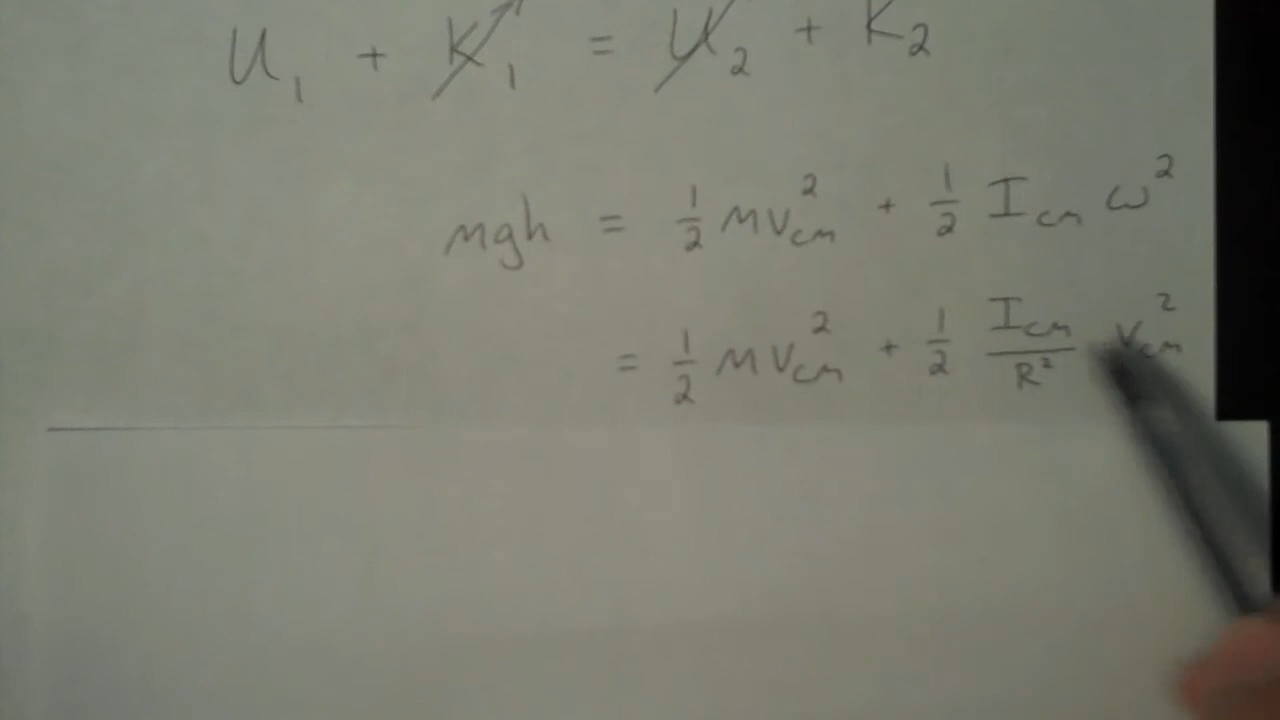 U₁ + K₁ = U₂ + K₂
mgh = 1/2 mv²cm + 1/2 Icm ω²
= 1/2 mv²cm + 1/2 Icm/R² v²cm